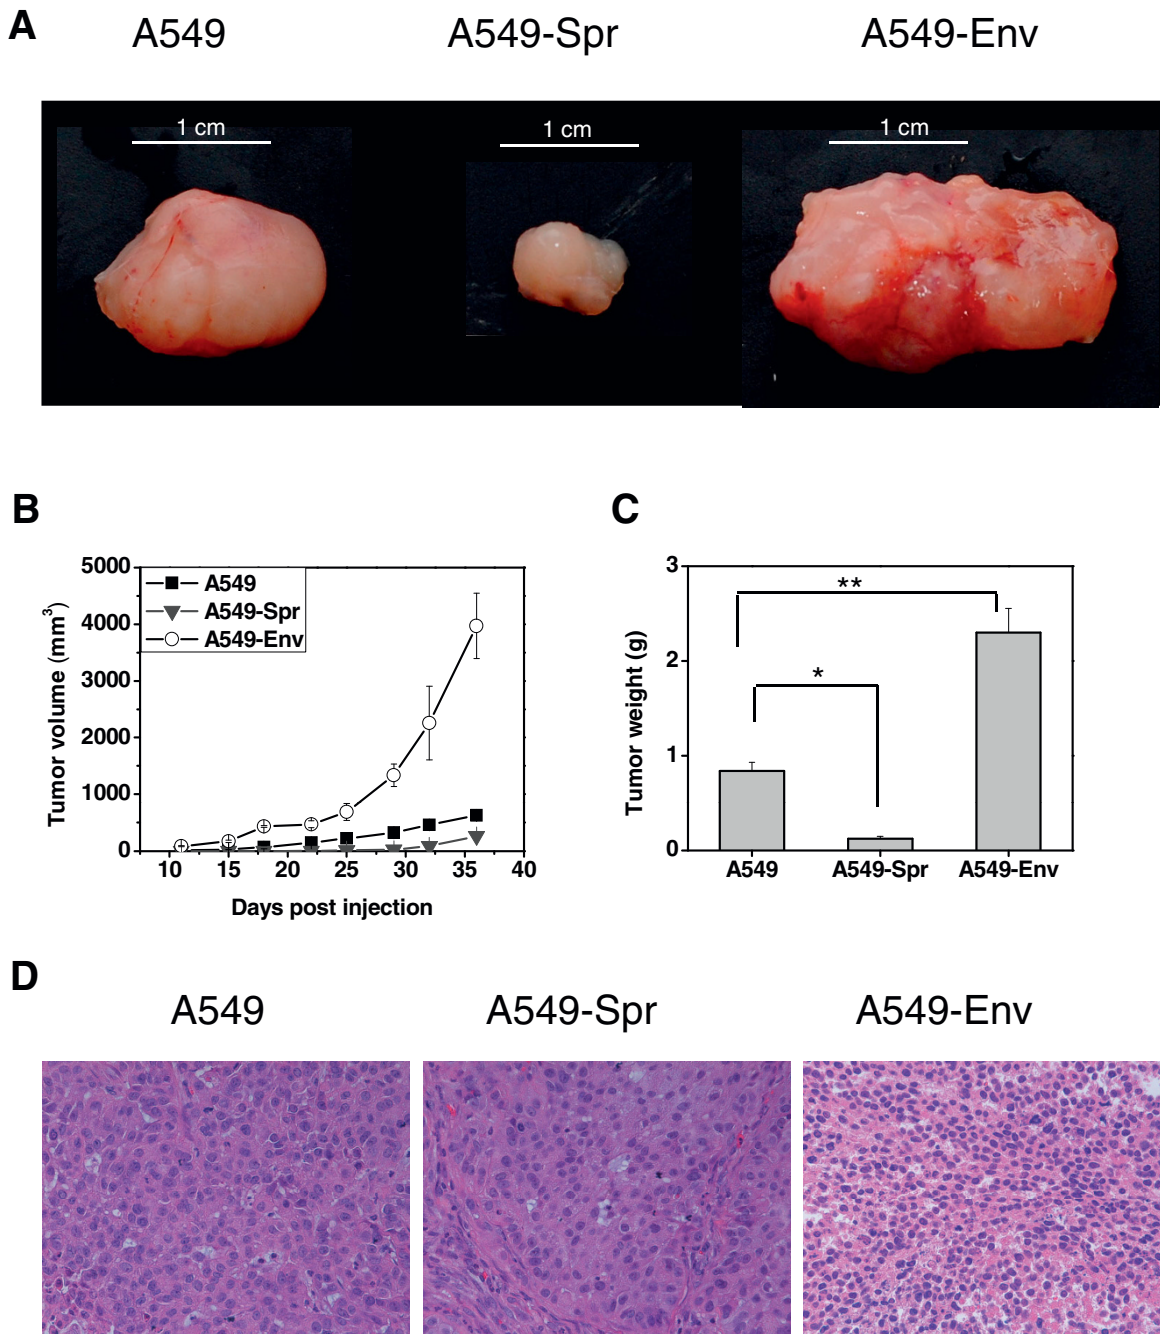 A
A549 A549-Spr A549-Env
1 cm 1 cm 1 cm
B
5000
4000
3000
2000
1000
0
Tumor volume (mm³)
A549
A549-Spr
A549-Env
10 15 20 25 30 35 40
Days post injection
C
3
2
1
0
Tumor weight (g)
**
*
A549 A549-Spr A549-Env
D
A549 A549-Spr A549-Env